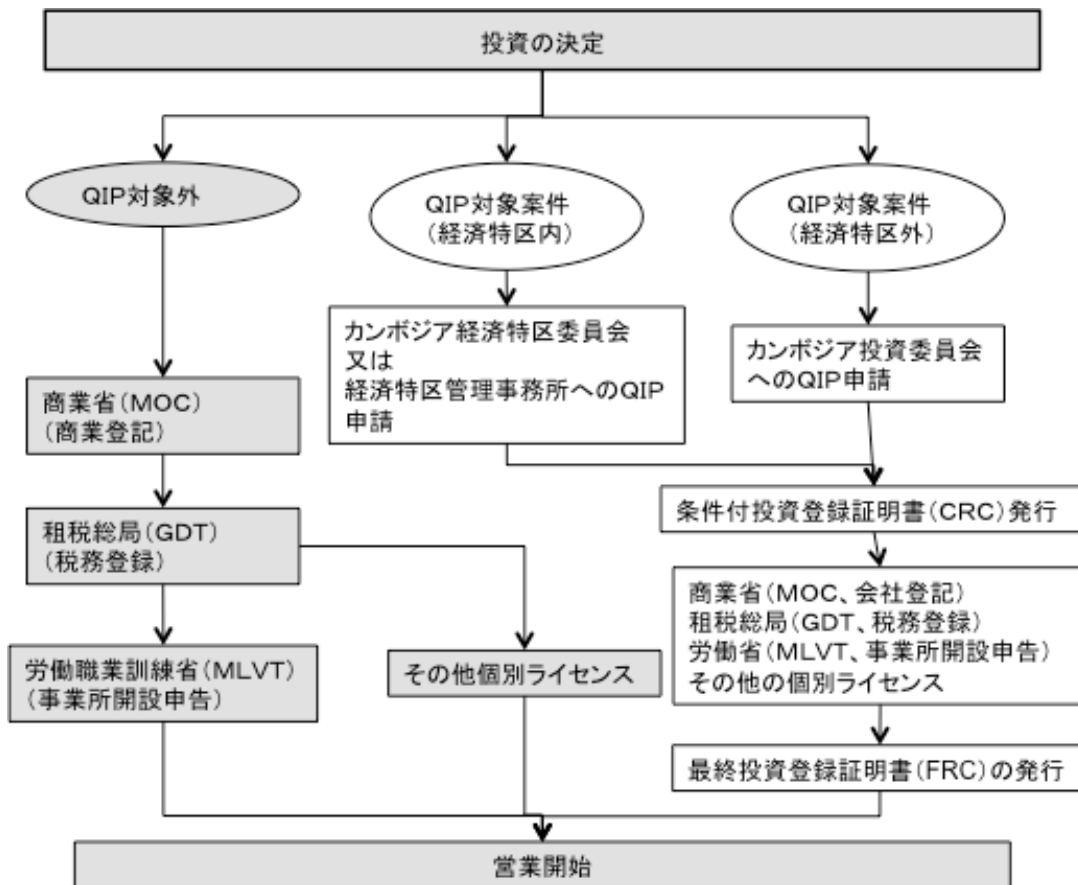 投資の決定
QIP対象外
QIP対象案件
（経済特区内）
QIP対象案件
（経済特区外）
カンボジア経済特区委員会
又は
経済特区管理事務所へのQIP
申請
カンボジア投資委員会
へのQIP申請
商業省（MOC）
（商業登記）
租税総局（GDT）
（税務登録）
労働職業訓練省（MLVT）
（事業所開設申告）
その他個別ライセンス
条件付投資登録証明書（CRC）発行
商業省（MOC、会社登記）
租税総局（GDT、税務登録）
労働省（MLVT、事業所開設申告）
その他の個別ライセンス
最終投資登録証明書（FRC）の発行
営業開始